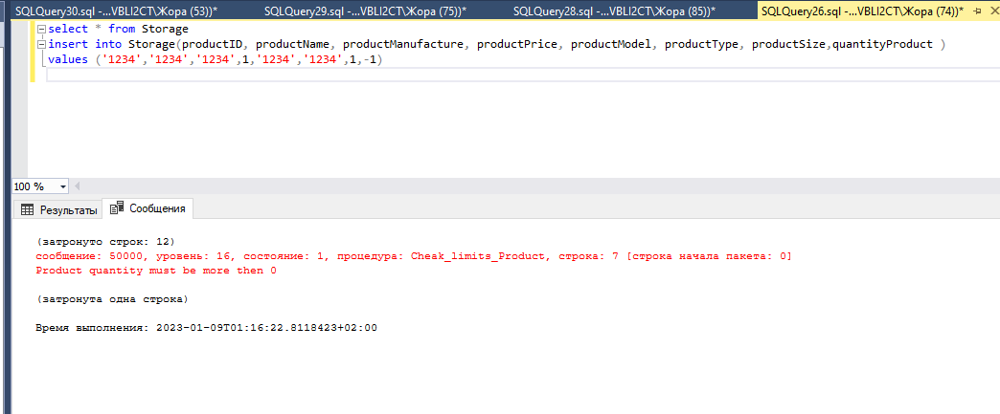 SQLQuery30.sql -...VBLI2CT\Жора (53))* SQLQuery29.sql -...VBLI2CT\Жора (75))* SQLQuery28.sql -...VBLI2CT\Жора (85))* SQLQuery26.sql -...VBLI2CT\Жора (74))*
select * from Storage
insert into Storage(productID, productName, productManufacture, productPrice, productModel, productType, productSize,quantityProduct )
values ('1234','1234','1234',1,'1234','1234',1,-1)
100 %
Результаты Сообщения
(затронуто строк: 12)
сообщение: 50000, уровень: 16, состояние: 1, процедура: Cheak_limits_Product, строка: 7 [строка начала пакета: 0]
Product quantity must be more then 0
(затронута одна строка)
Время выполнения: 2023-01-09T01:16:22.8118423+02:00